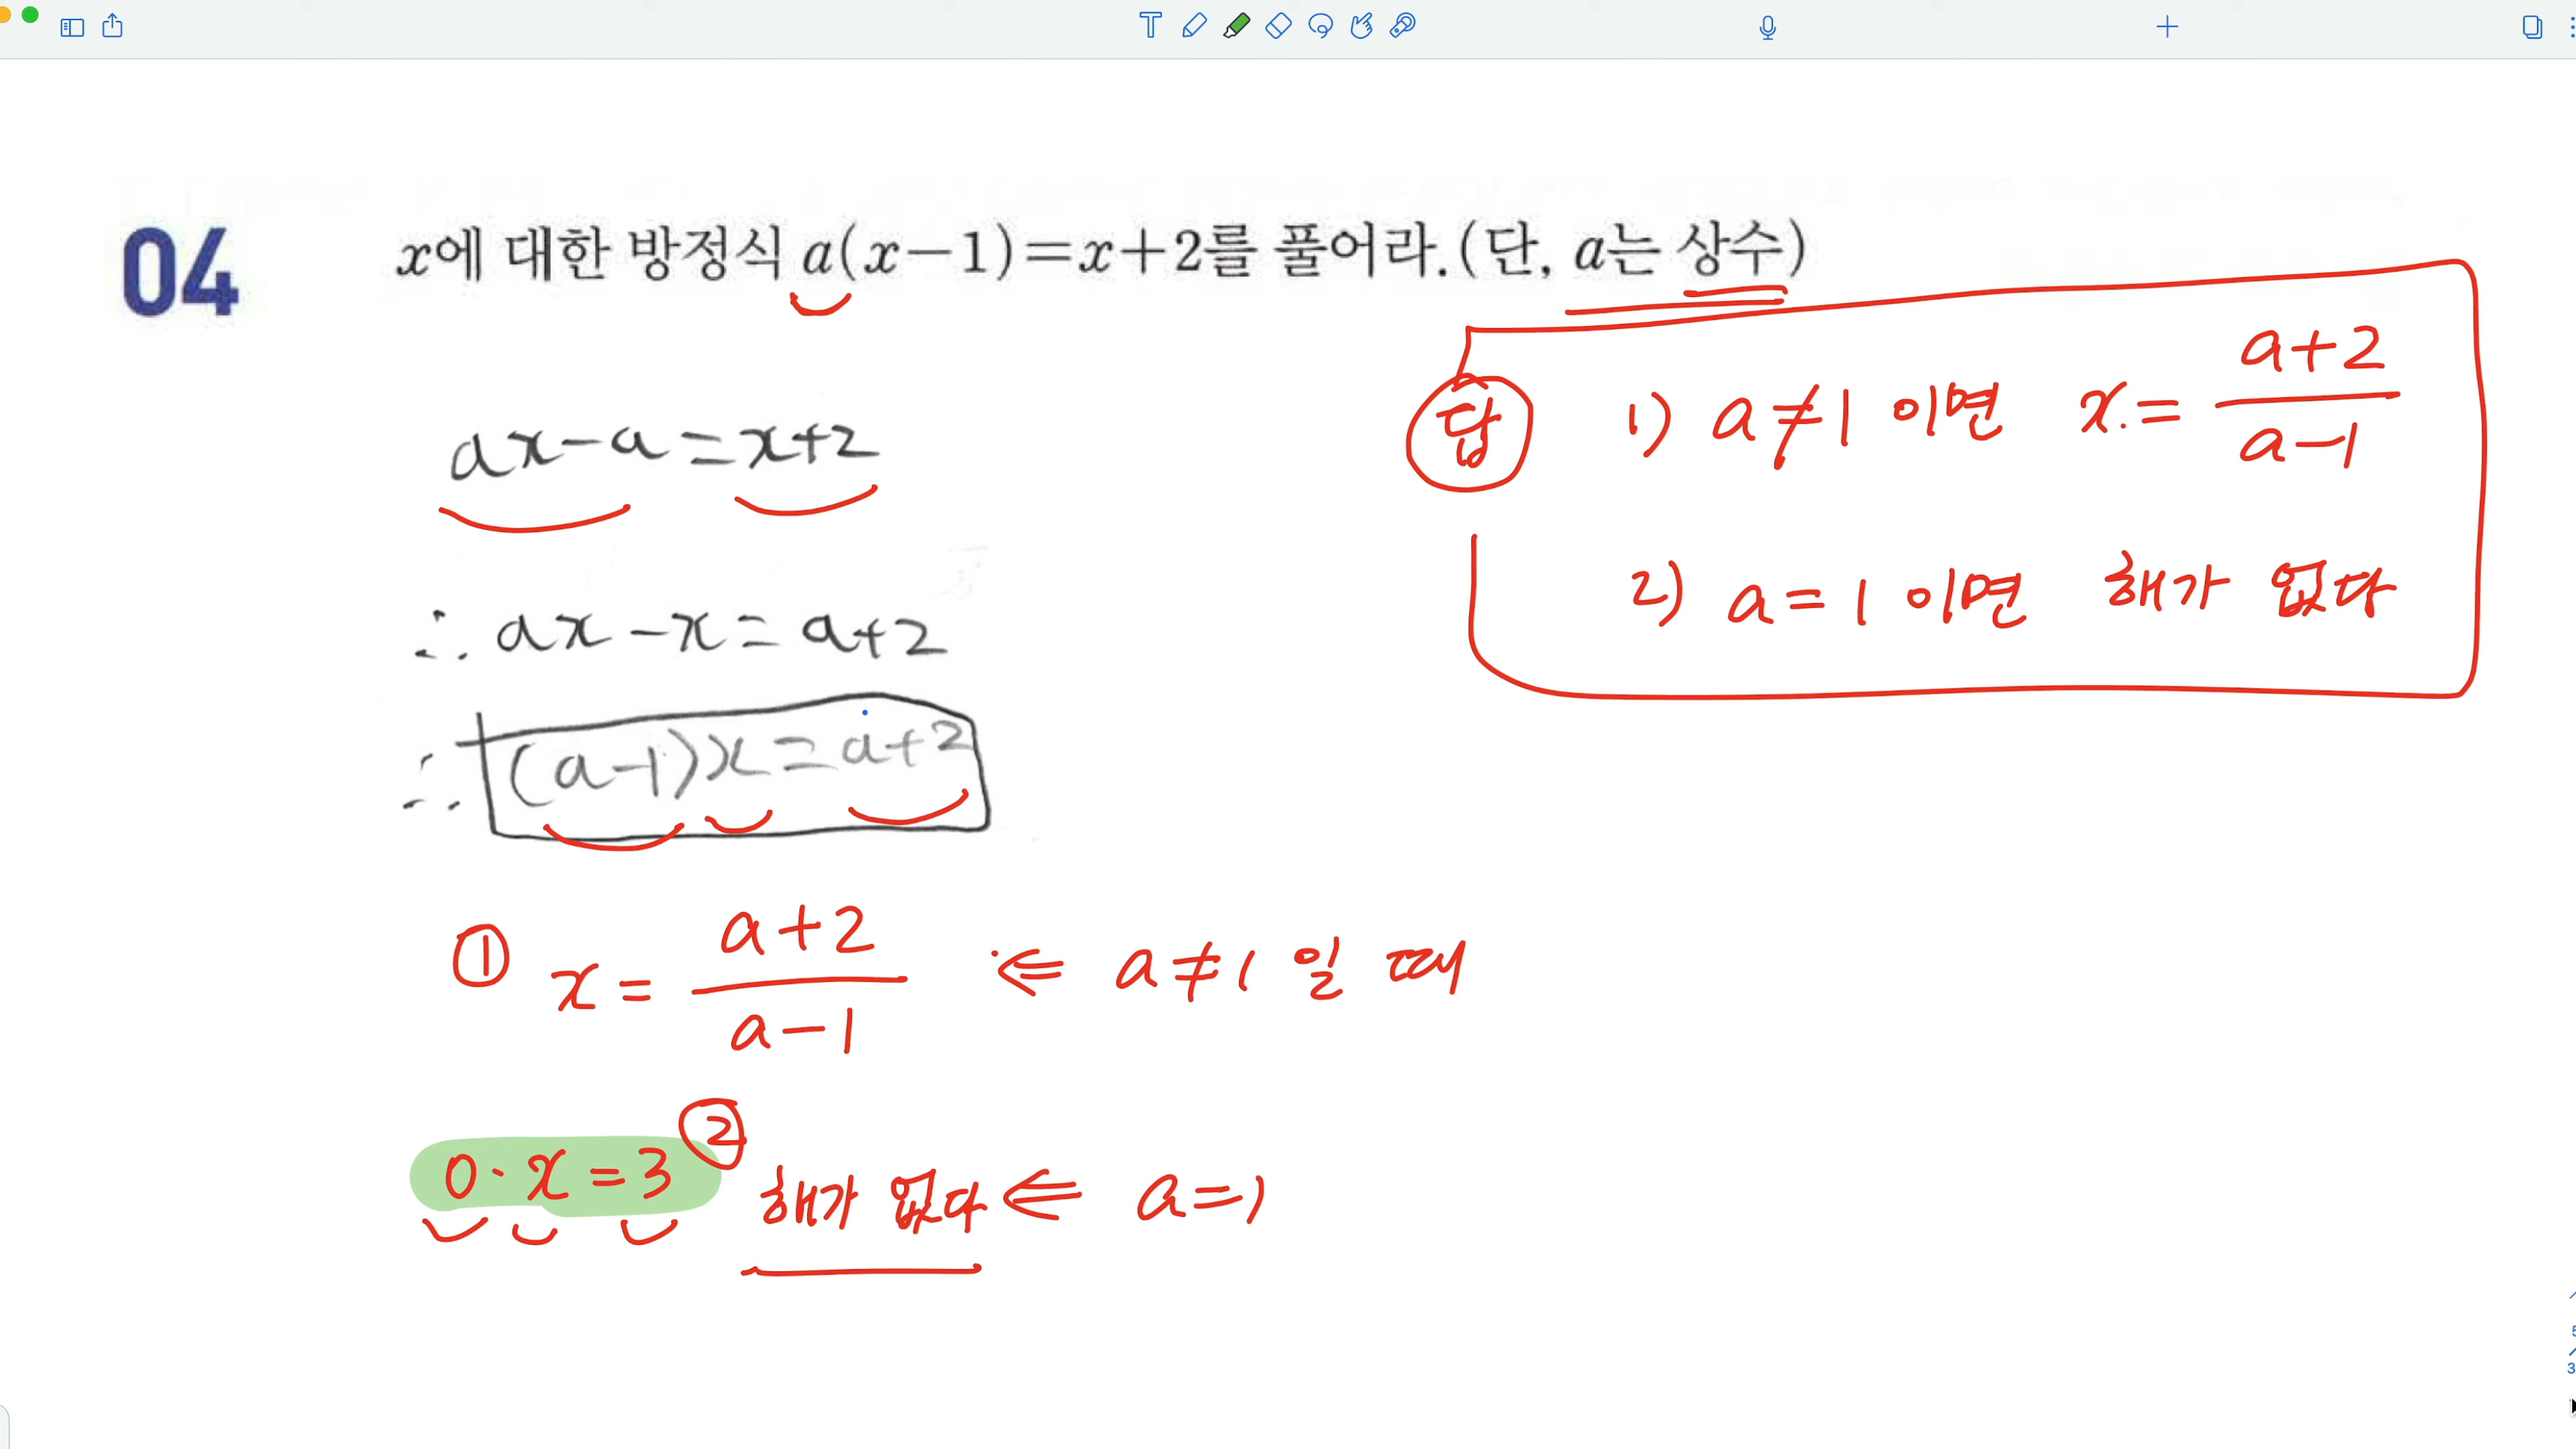 04
x에 대한 방정식 a(x−1)=x+2를 풀어라.(단, a는 상수)
ax−a=x+2
∴ ax−x=a+2
∴ (a−1)x=a+2
① x= a+2
a−1
⇐ a≠1 일 때
0·x=3
② 해가 없다 ⇐ a=1
답
1) a≠1 이면 x.= a+2
a−1
2) a=1 이면 해가 없다